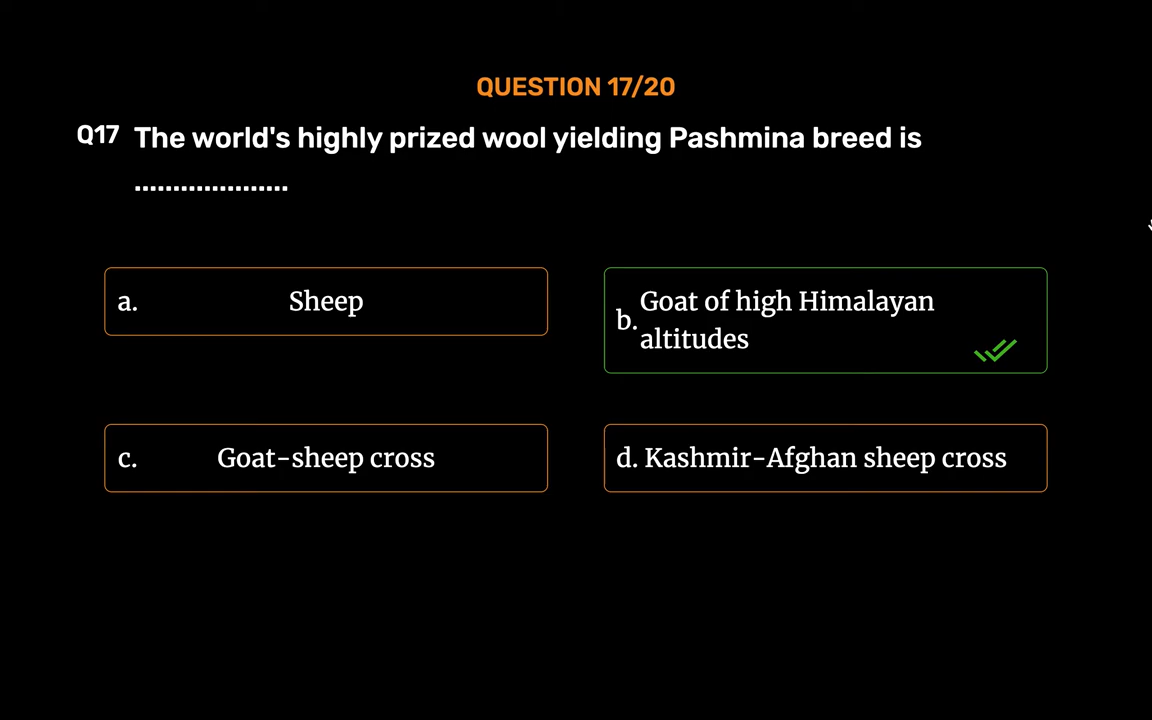 QUESTION 17/20
Q17 The world's highly prized wool yielding Pashmina breed is
....................
a. Sheep
b. Goat of high Himalayan
altitudes
c. Goat-sheep cross
d. Kashmir-Afghan sheep cross